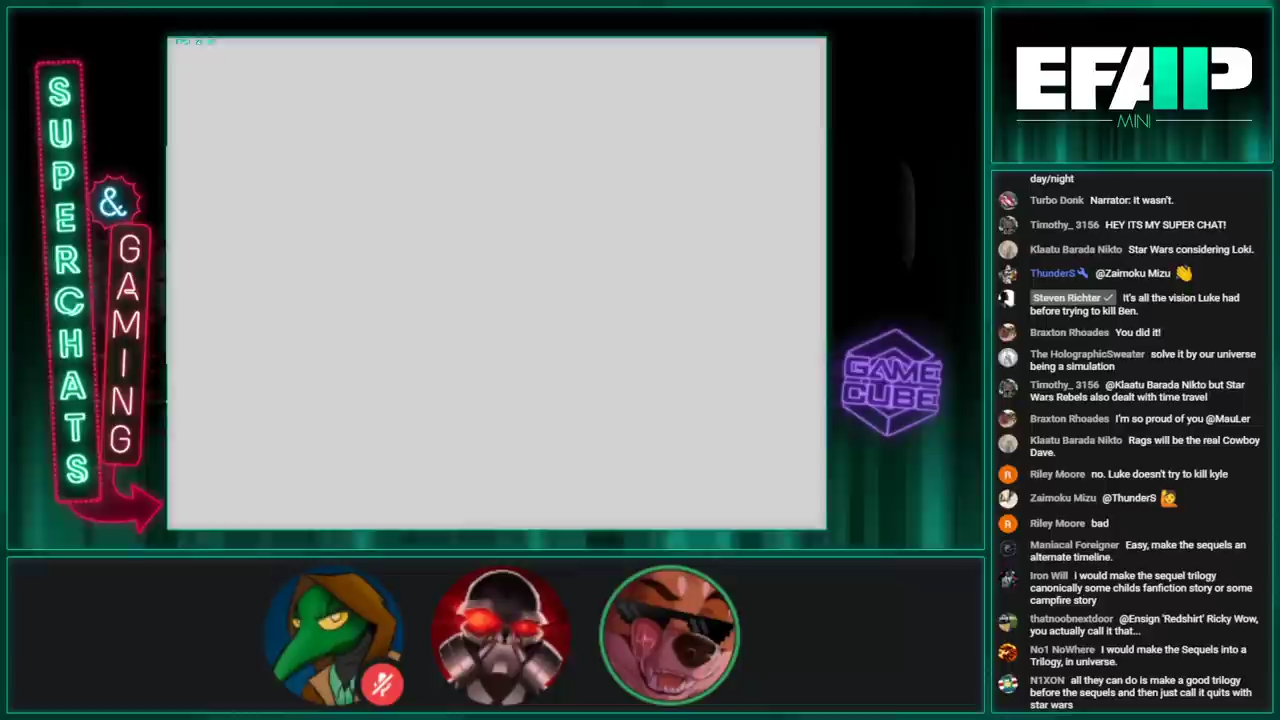 SUPERCHATS
&
GAMING
GAME
CUBE
EFAP
MINI
day/night
Turbo Donk Narrator: It wasn't.
Timothy_ 3156 HEY ITS MY SUPER CHAT!
Klaatu Barada Nikto Star Wars considering Loki.
ThunderS @Zaimoku Mizu 👋
Steven Richter ✓ It's all the vision Luke had
before trying to kill Ben.
Braxton Rhoades You did it!
The HolographicSweater solve it by our universe
being a simulation
Timothy_ 3156 @Klaatu Barada Nikto but Star
Wars Rebels also dealt with time travel
Braxton Rhoades I'm so proud of you @MauLer
Klaatu Barada Nikto Rags will be the real Cowboy
Dave.
R Riley Moore no. Luke doesn't try to kill kyle
Zaimoku Mizu @ThunderS 🙋
R Riley Moore bad
Maniacal Foreigner Easy, make the sequels an
alternate timeline.
Iron Will i would make the sequel trilogy
canonically some childs fanfiction story or some
campfire story
thatnoobnextdoor @Ensign 'Redshirt' Ricky Wow,
you actually call it that...
No1 NoWhere I would make the Sequels into a
Trilogy, in universe.
N1XON all they can do is make a good trilogy
before the sequels and then just call it quits with
star wars